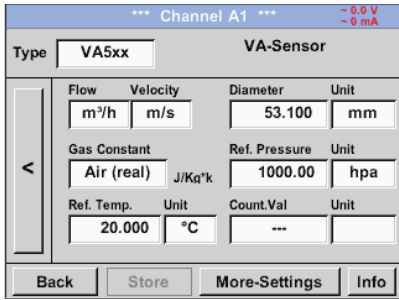 *** Channel A1 ***
~ 0.0 V
~ 0 mA
Type VA5xx VA-Sensor
Flow Velocity Diameter Unit
m³/h m/s 53.100 mm
Gas Constant Ref. Pressure Unit
< Air (real) J/Kg*k 1000.00 hpa
Ref. Temp. Unit Count.Val Unit
20.000 °C ---
Back Store More-Settings Info